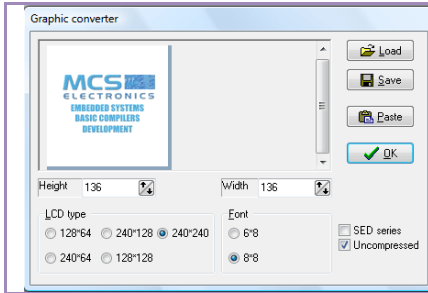 Graphic converter
MCS
ELECTRONICS
EMBEDDED SYSTEMS
BASIC COMPILERS
DEVELOPMENT
Load
Save
Paste
OK
Height 136 Width 136
LCD type
128*64 240*128 240*240
240*64 128*128
Font
6*8
8*8
SED series
Uncompressed